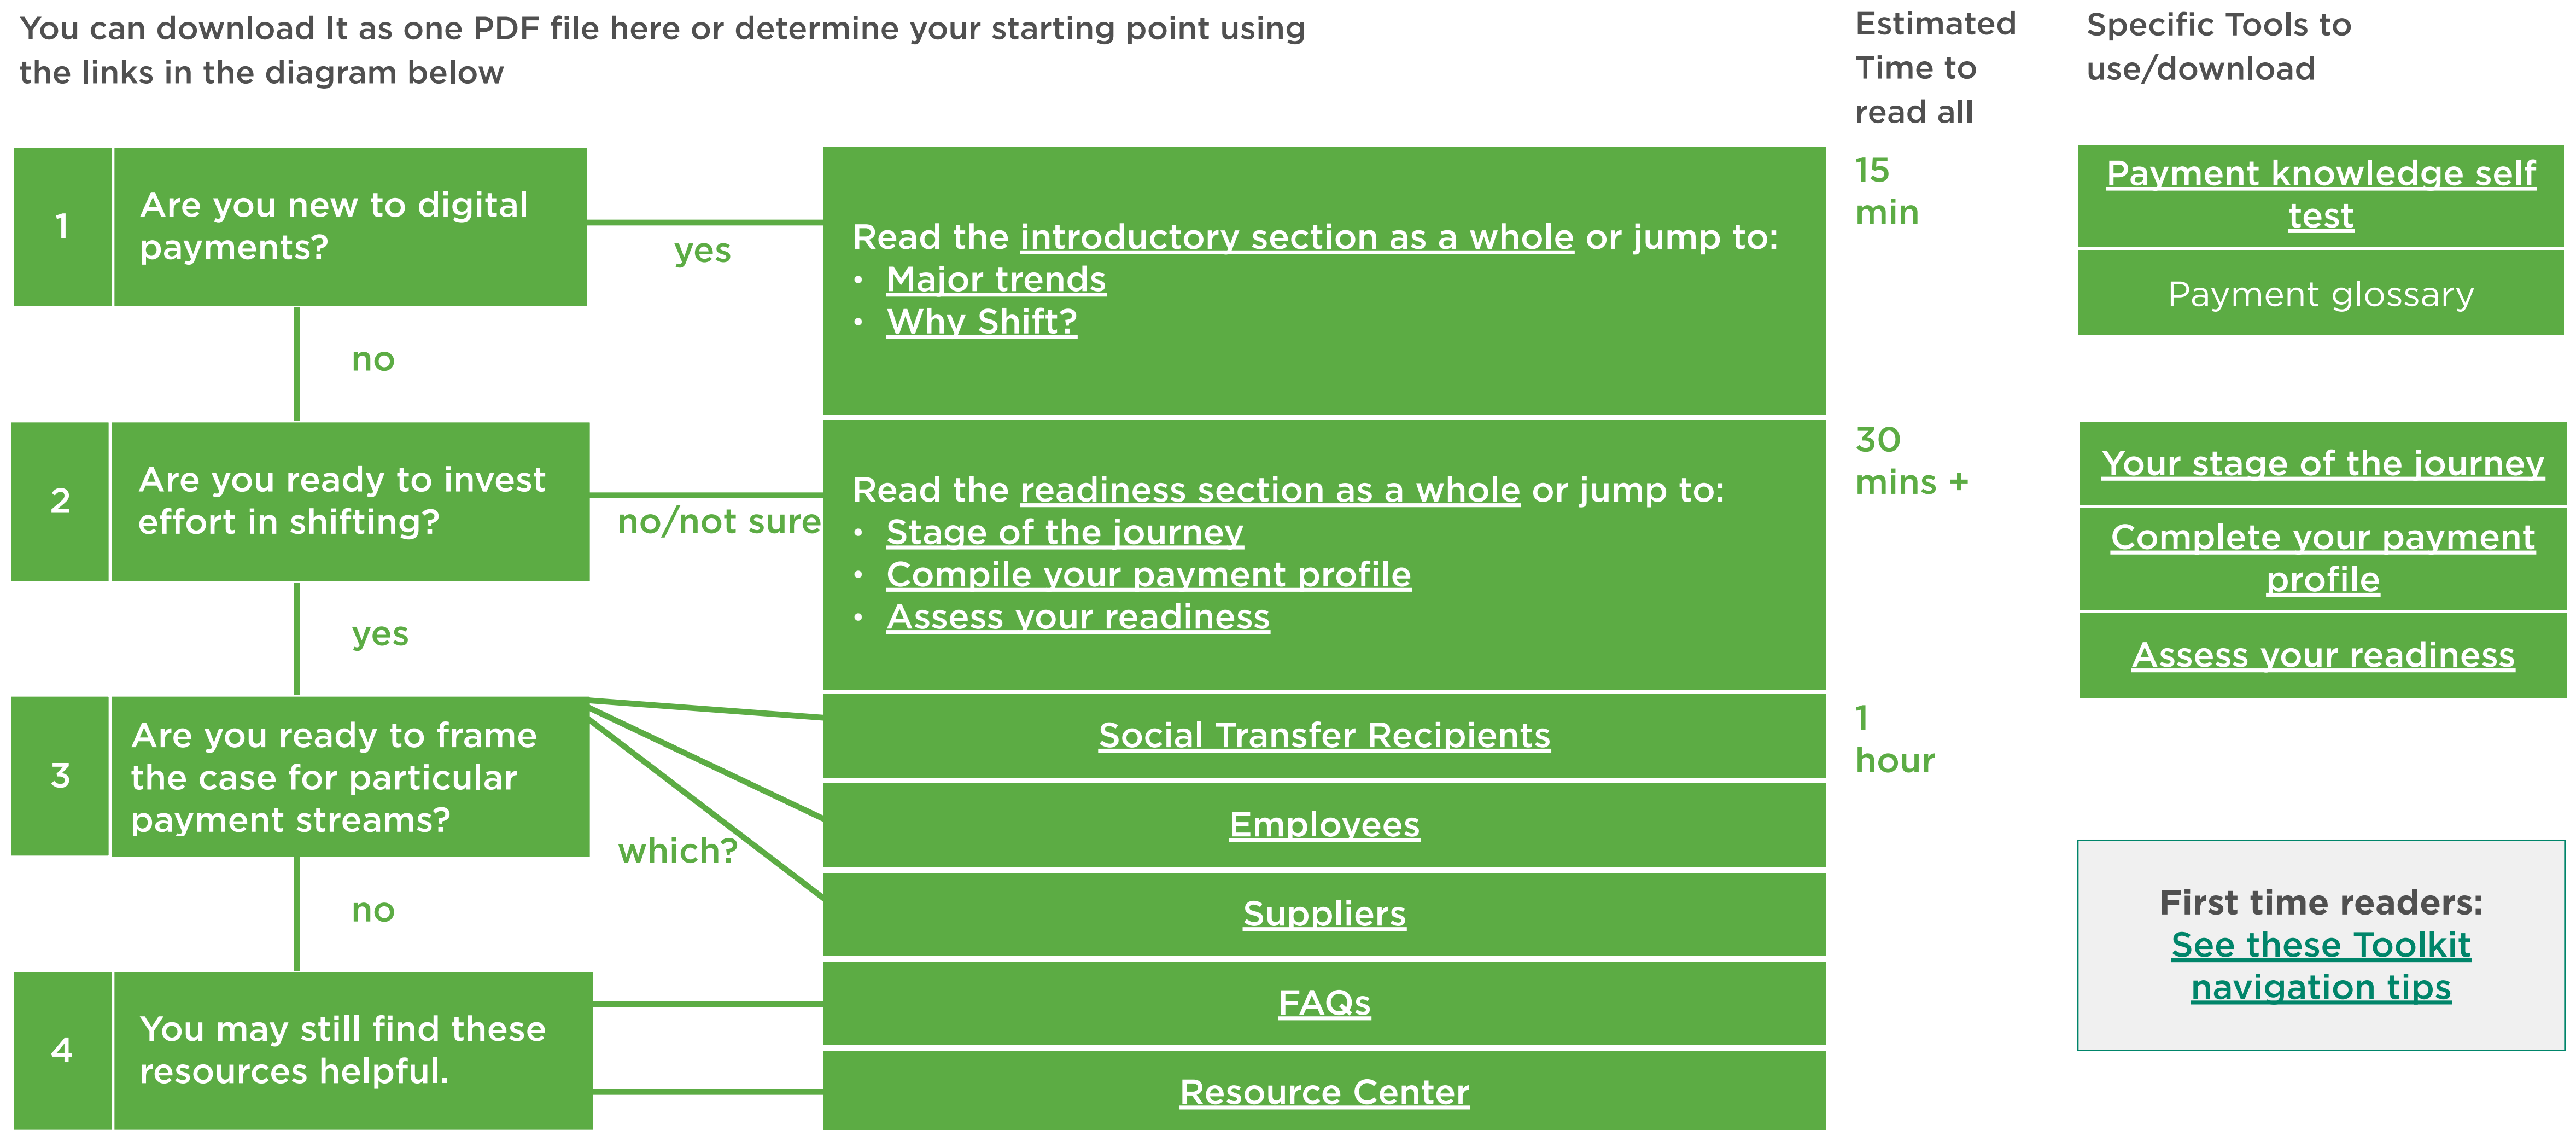 You can download It as one PDF file here or determine your starting point using
the links in the diagram below
Estimated
Time to
read all
Specific Tools to
use/download
1
Are you new to digital
payments?
yes
no
Read the introductory section as a whole or jump to:
• Major trends
• Why Shift?
15
min
Payment knowledge self
test
Payment glossary
2
Are you ready to invest
effort in shifting?
no/not sure
yes
Read the readiness section as a whole or jump to:
• Stage of the journey
• Compile your payment profile
• Assess your readiness
30
mins +
Your stage of the journey
Complete your payment
profile
Assess your readiness
3
Are you ready to frame
the case for particular
payment streams?
which?
no
Social Transfer Recipients
Employees
Suppliers
1
hour
4
You may still find these
resources helpful.
FAQs
Resource Center
First time readers:
See these Toolkit
navigation tips